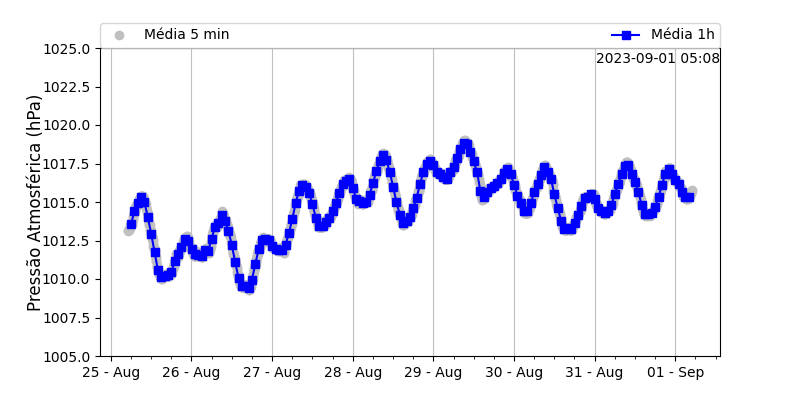 Média 5 min
Média 1h
2023-09-01 05:08
Pressão Atmosférica (hPa)
1025.0
1022.5
1020.0
1017.5
1015.0
1012.5
1010.0
1007.5
1005.0
25 - Aug
26 - Aug
27 - Aug
28 - Aug
29 - Aug
30 - Aug
31 - Aug
01 - Sep